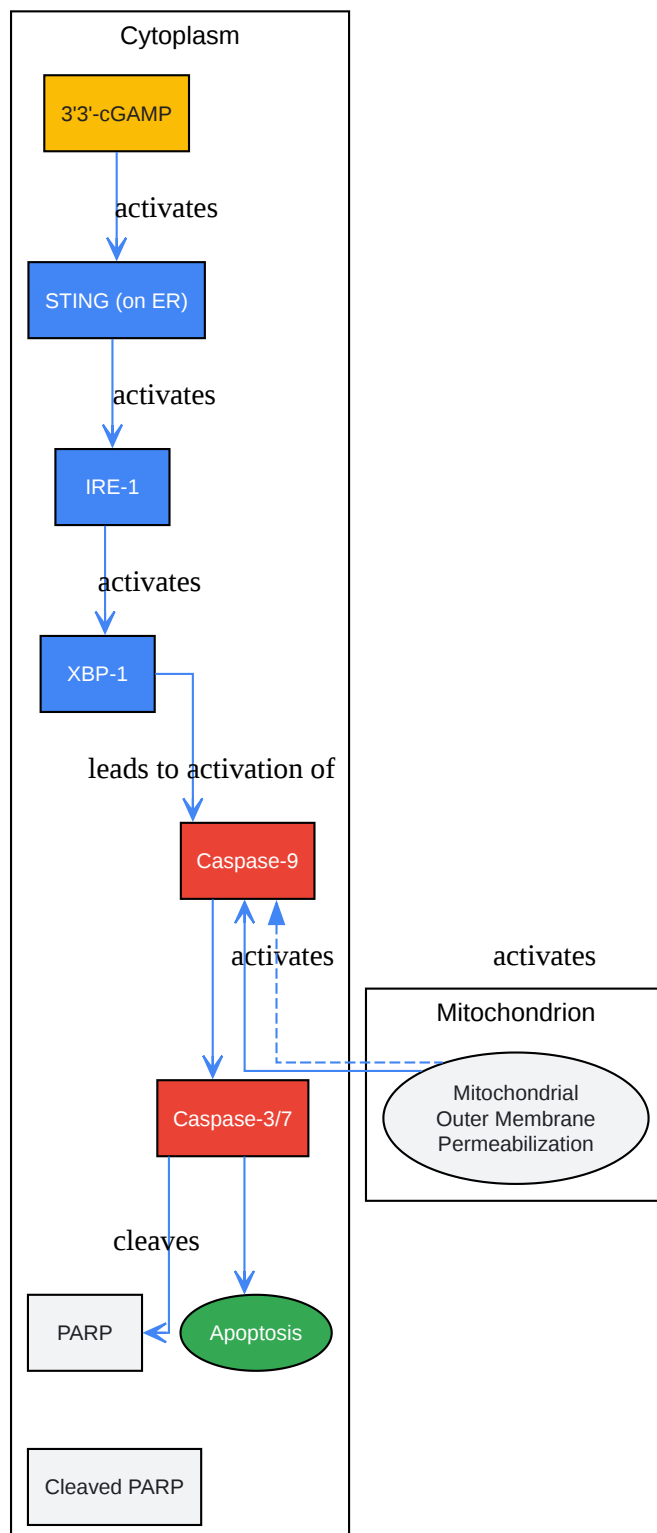 Cytoplasm
3'3'-cGAMP
activates
STING (on ER)
activates
IRE-1
activates
XBP-1
leads to activation of
Caspase-9
activates
activates
Mitochondrion
Mitochondrial
Outer Membrane
Permeabilization
Caspase-3/7
cleaves
PARP
Apoptosis
Cleaved PARP